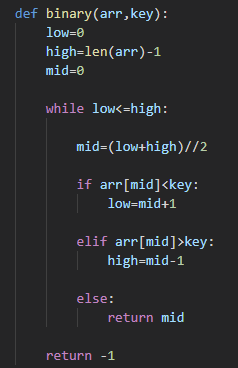 def binary(arr,key):
    low=0
    high=len(arr)-1
    mid=0
    while low<=high:
        mid=(low+high)//2
        if arr[mid]<key:
            low=mid+1
        elif arr[mid]>key:
            high=mid-1
        else:
            return mid
    return -1